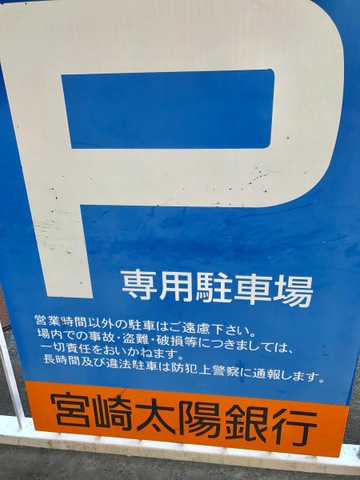 P
専用駐車場
営業時間以外の駐車はご遠慮下さい。
場内での事故・盗難・破損等につきましては、
一切責任をおいかねます。
長時間及び違法駐車は防犯上警察に通報します。
宮崎太陽銀行